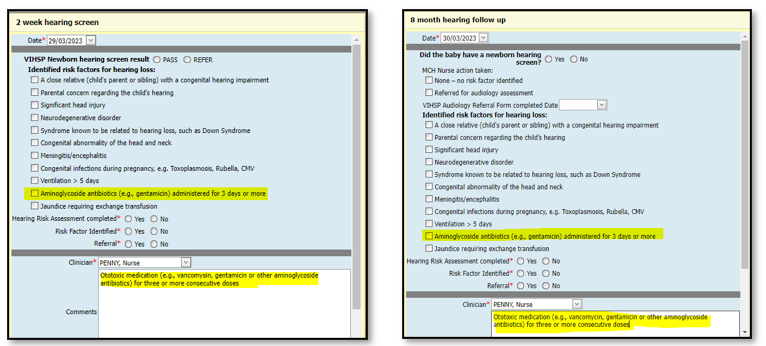 2 week hearing screen
Date* 29/03/2023
VIHSP Newborn hearing screen result PASS REFER
Identified risk factors for hearing loss:
A close relative (child's parent or sibling) with a congenital hearing impairment
Parental concern regarding the child's hearing
Significant head injury
Neurodegenerative disorder
Syndrome known to be related to hearing loss, such as Down Syndrome
Congenital abnormality of the head and neck
Meningitis/encephalitis
Congenital infections during pregnancy, e.g. Toxoplasmosis, Rubella, CMV
Ventilation > 5 days
Aminoglycoside antibiotics (e.g., gentamicin) administered for 3 days or more
Jaundice requiring exchange transfusion
Hearing Risk Assessment completed* Yes No
Risk Factor Identified* Yes No
Referral* Yes No
Clinician* PENNY, Nurse
Ototoxic medication (e.g., vancomycin, gentamicin or other aminoglycoside
antibiotics) for three or more consecutive doses
Comments
8 month hearing follow up
Date* 30/03/2023
Did the baby have a newborn hearing
screen?* Yes No
MCH Nurse action taken:
None – no risk factor identified
Referred for audiology assessment
VIHSP Audiology Referral Form completed Date
Identified risk factors for hearing loss:
A close relative (child's parent or sibling) with a congenital hearing impairment
Parental concern regarding the child's hearing
Significant head injury
Neurodegenerative disorder
Syndrome known to be related to hearing loss, such as Down Syndrome
Congenital abnormality of the head and neck
Meningitis/encephalitis
Congenital infections during pregnancy, e.g. Toxoplasmosis, Rubella, CMV
Ventilation > 5 days
Aminoglycoside antibiotics (e.g., gentamicin) administered for 3 days or more
Jaundice requiring exchange transfusion
Hearing Risk Assessment completed* Yes No
Risk Factor Identified* Yes No
Referral* Yes No
Clinician* PENNY, Nurse
Ototoxic medication (e.g., vancomycin, gentamicin or other aminoglycoside
antibiotics) for three or more consecutive doses